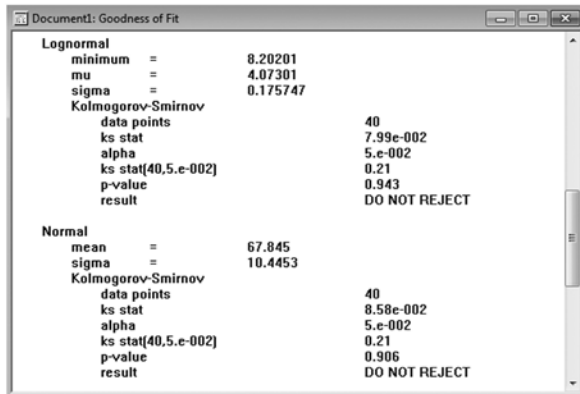 Document1: Goodness of Fit
Lognormal
minimum = 8.20201
mu = 4.07301
sigma = 0.175747
Kolmogorov-Smirnov
data points 40
ks stat 7.99e-002
alpha 5.e-002
ks stat(40,5.e-002) 0.21
p-value 0.943
result DO NOT REJECT
Normal
mean = 67.845
sigma = 10.4453
Kolmogorov-Smirnov
data points 40
ks stat 8.58e-002
alpha 5.e-002
ks stat(40,5.e-002) 0.21
p-value 0.906
result DO NOT REJECT